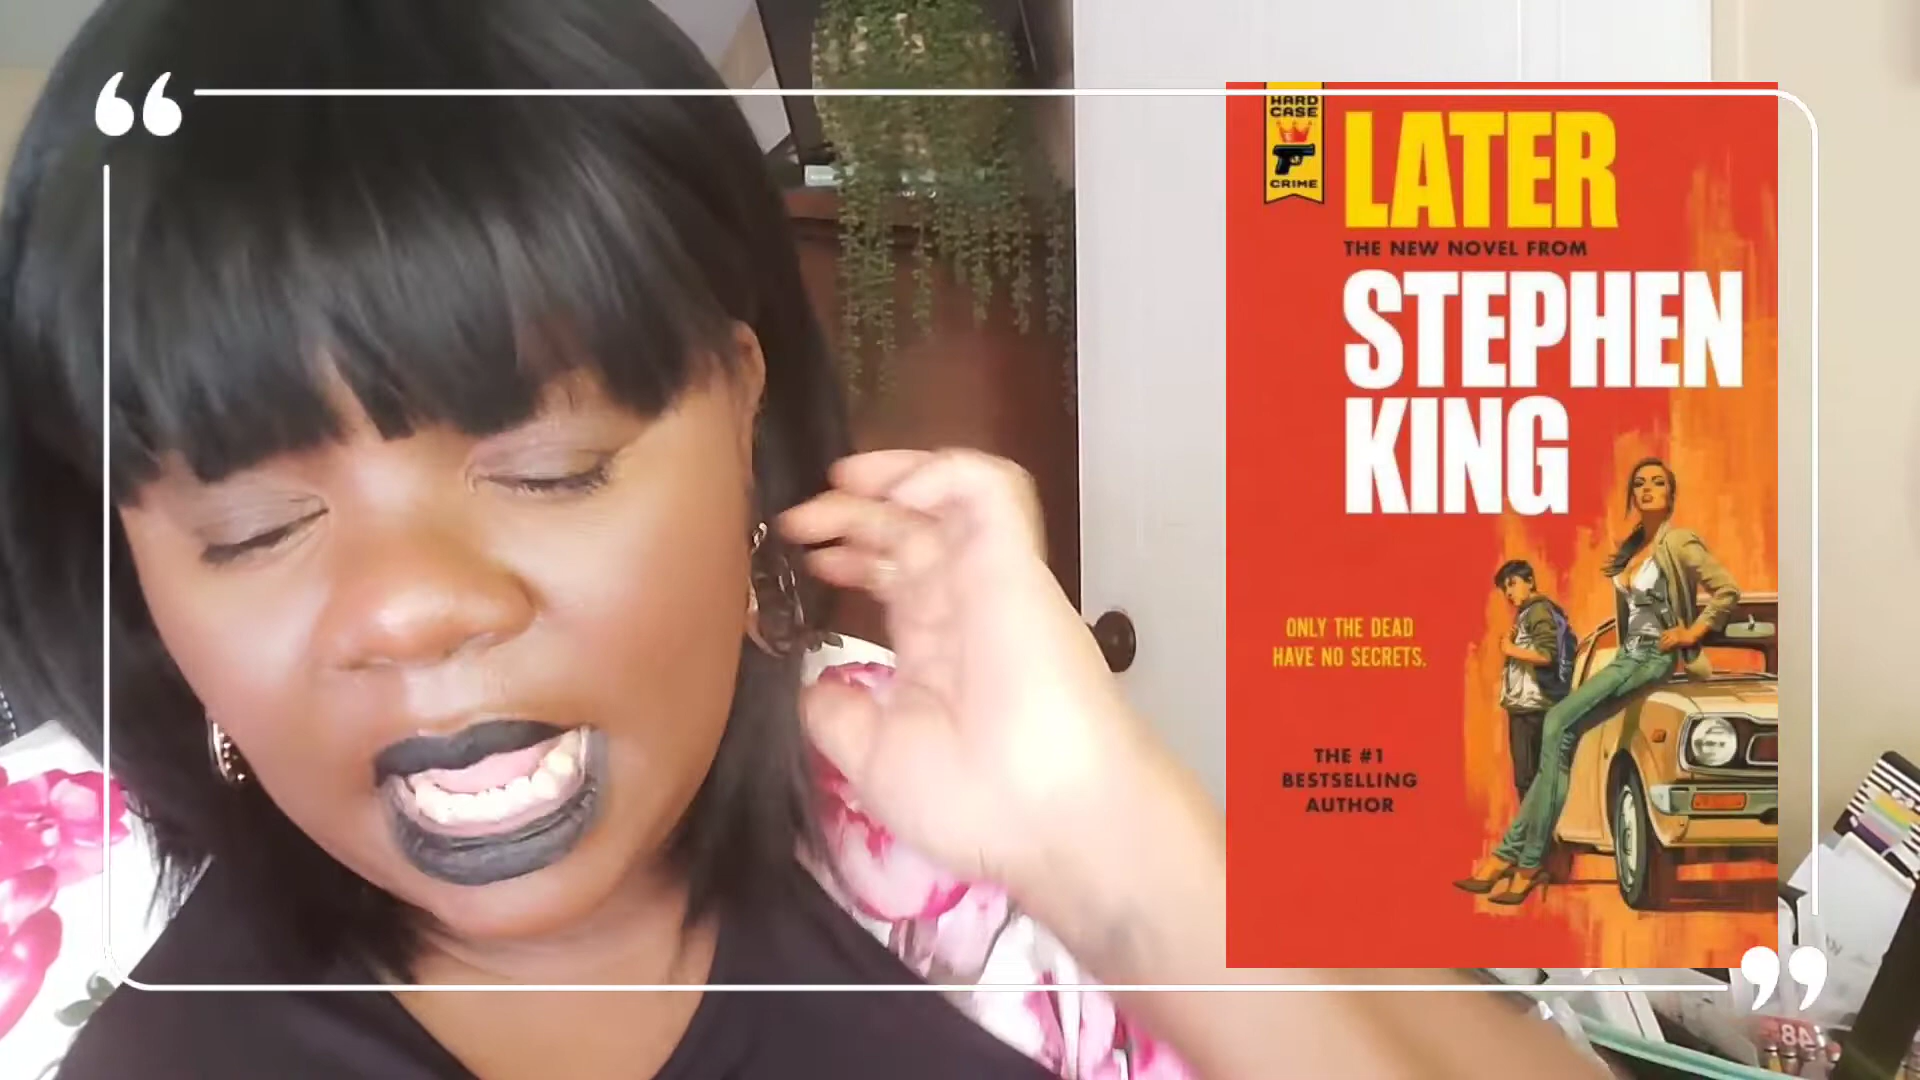 HARD
CASE
CRIME
LATER
THE NEW NOVEL FROM
STEPHEN
KING
ONLY THE DEAD
HAVE NO SECRETS.
THE #1
BESTSELLING
AUTHOR
48